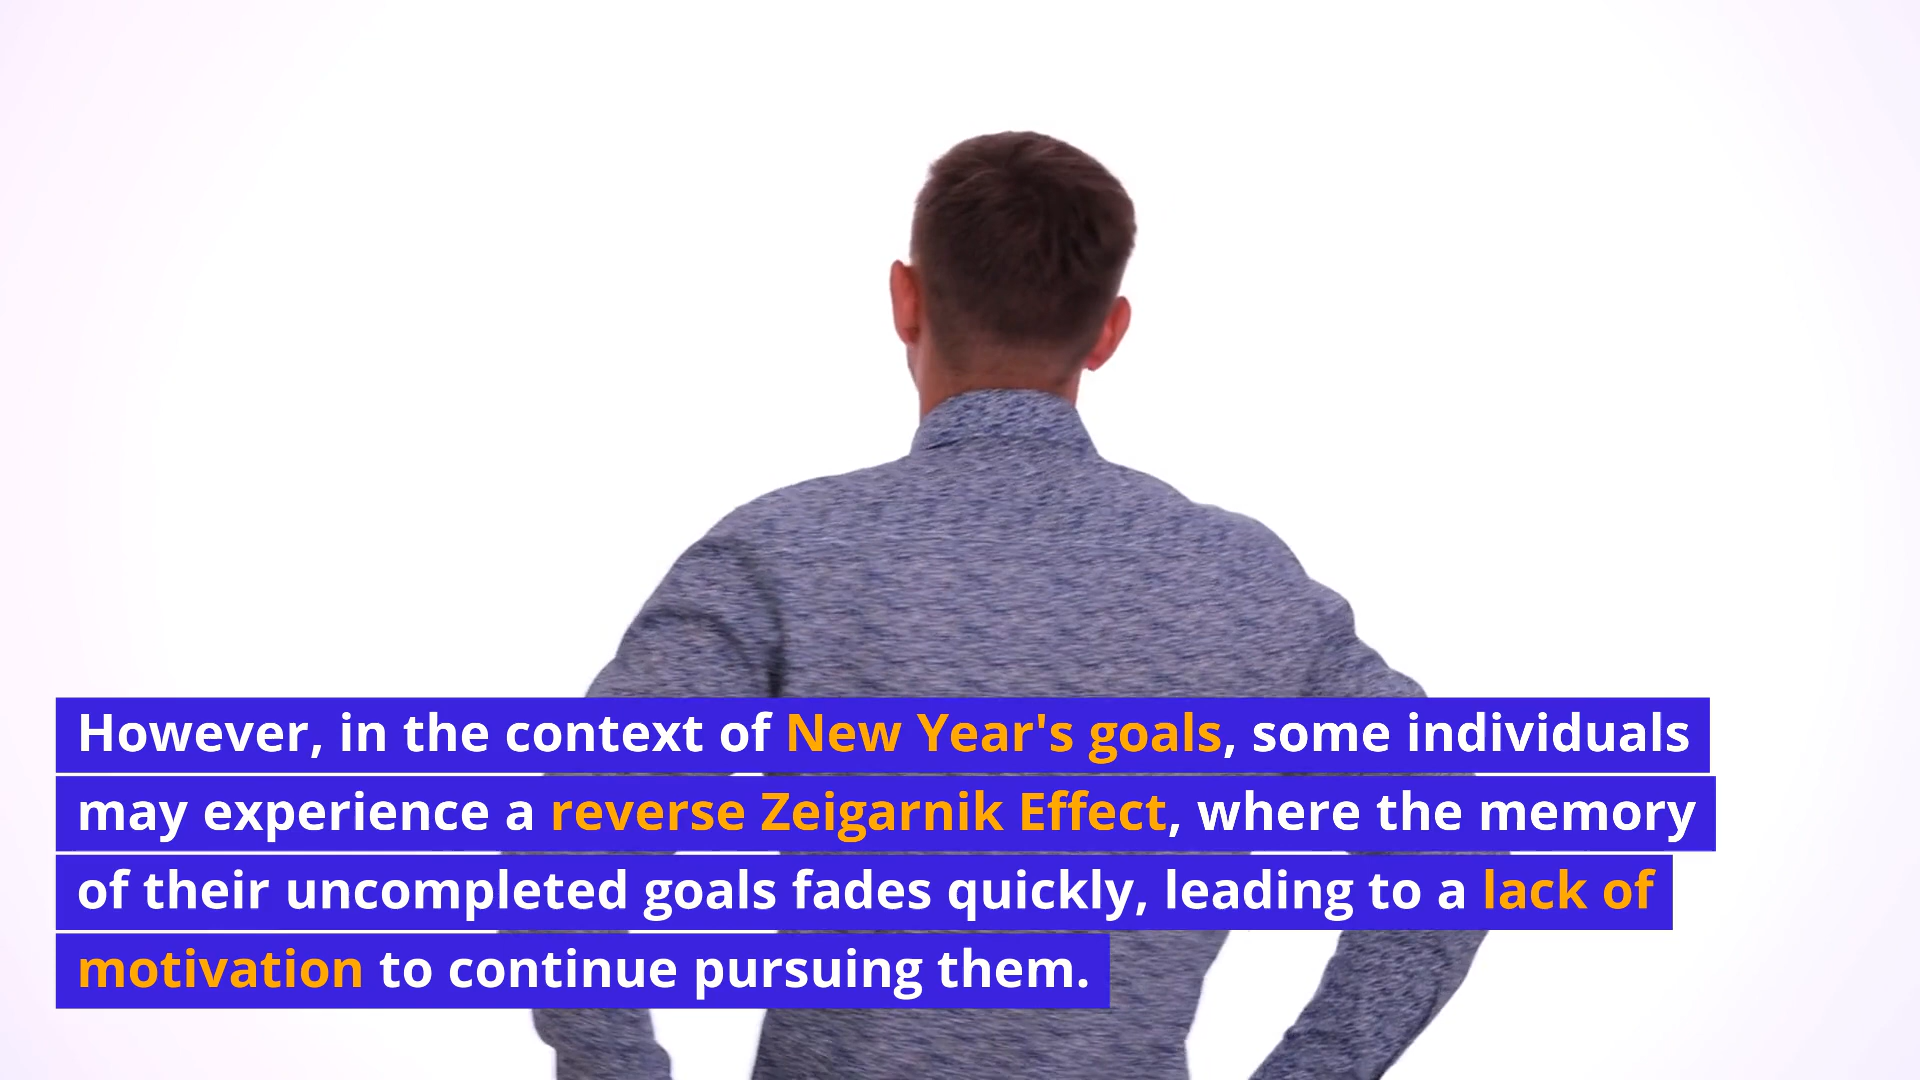 However, in the context of New Year's goals, some individuals
may experience a reverse Zeigarnik Effect, where the memory
of their uncompleted goals fades quickly, leading to a lack of
motivation to continue pursuing them.